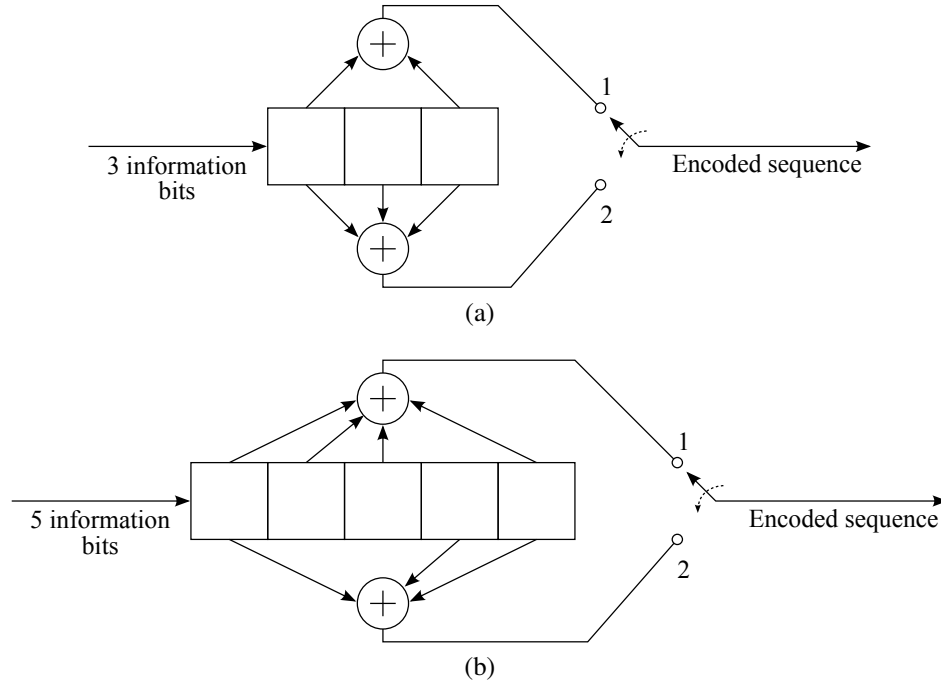 1
3 information
bits
Encoded sequence
2
(a)
1
5 information
bits
Encoded sequence
2
(b)